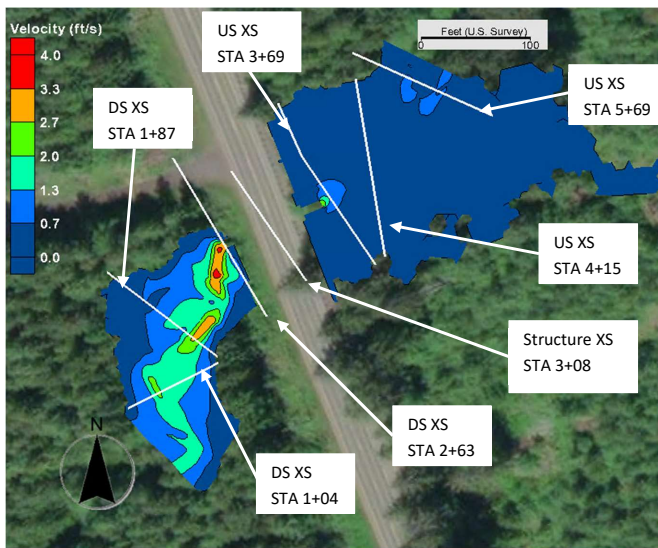 Velocity (ft/s)
4.0
3.3
2.7
2.0
1.3
0.7
0.0
US XS
STA 3+69
Feet (U.S. Survey)
0 100
DS XS
STA 1+87
US XS
STA 5+69
US XS
STA 4+15
Structure XS
STA 3+08
DS XS
STA 2+63
DS XS
STA 1+04
N